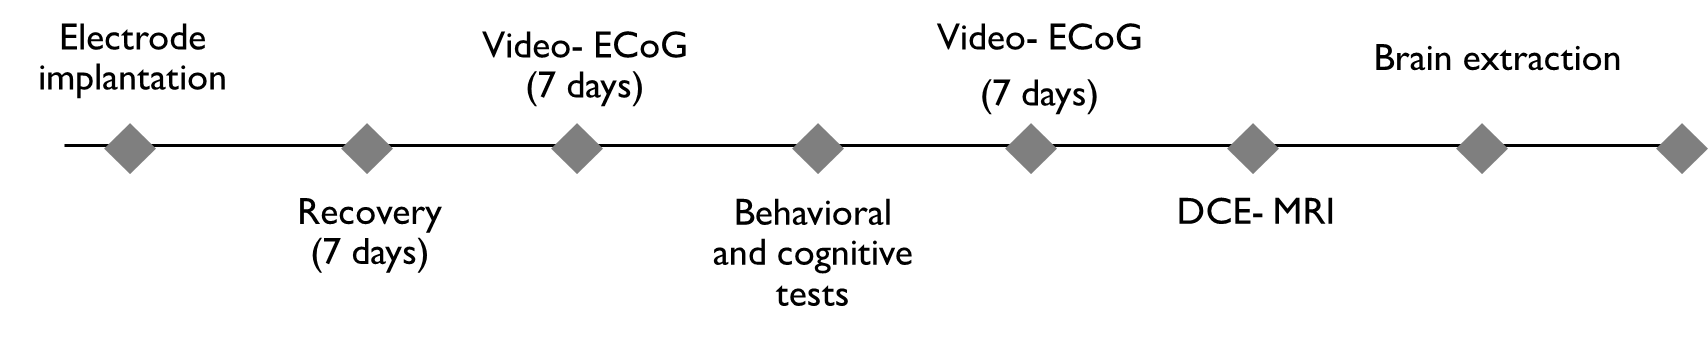 Electrode
implantation
Recovery
(7 days)
Video- ECoG
(7 days)
Behavioral
and cognitive
tests
Video- ECoG
(7 days)
DCE- MRI
Brain extraction